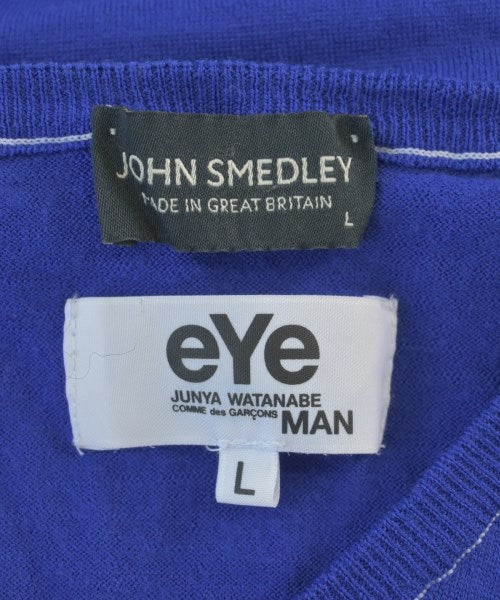 JOHN SMEDLEY
MADE IN GREAT BRITAIN
L
eYe
JUNYA WATANABE
COMME des GARÇONS MAN
L